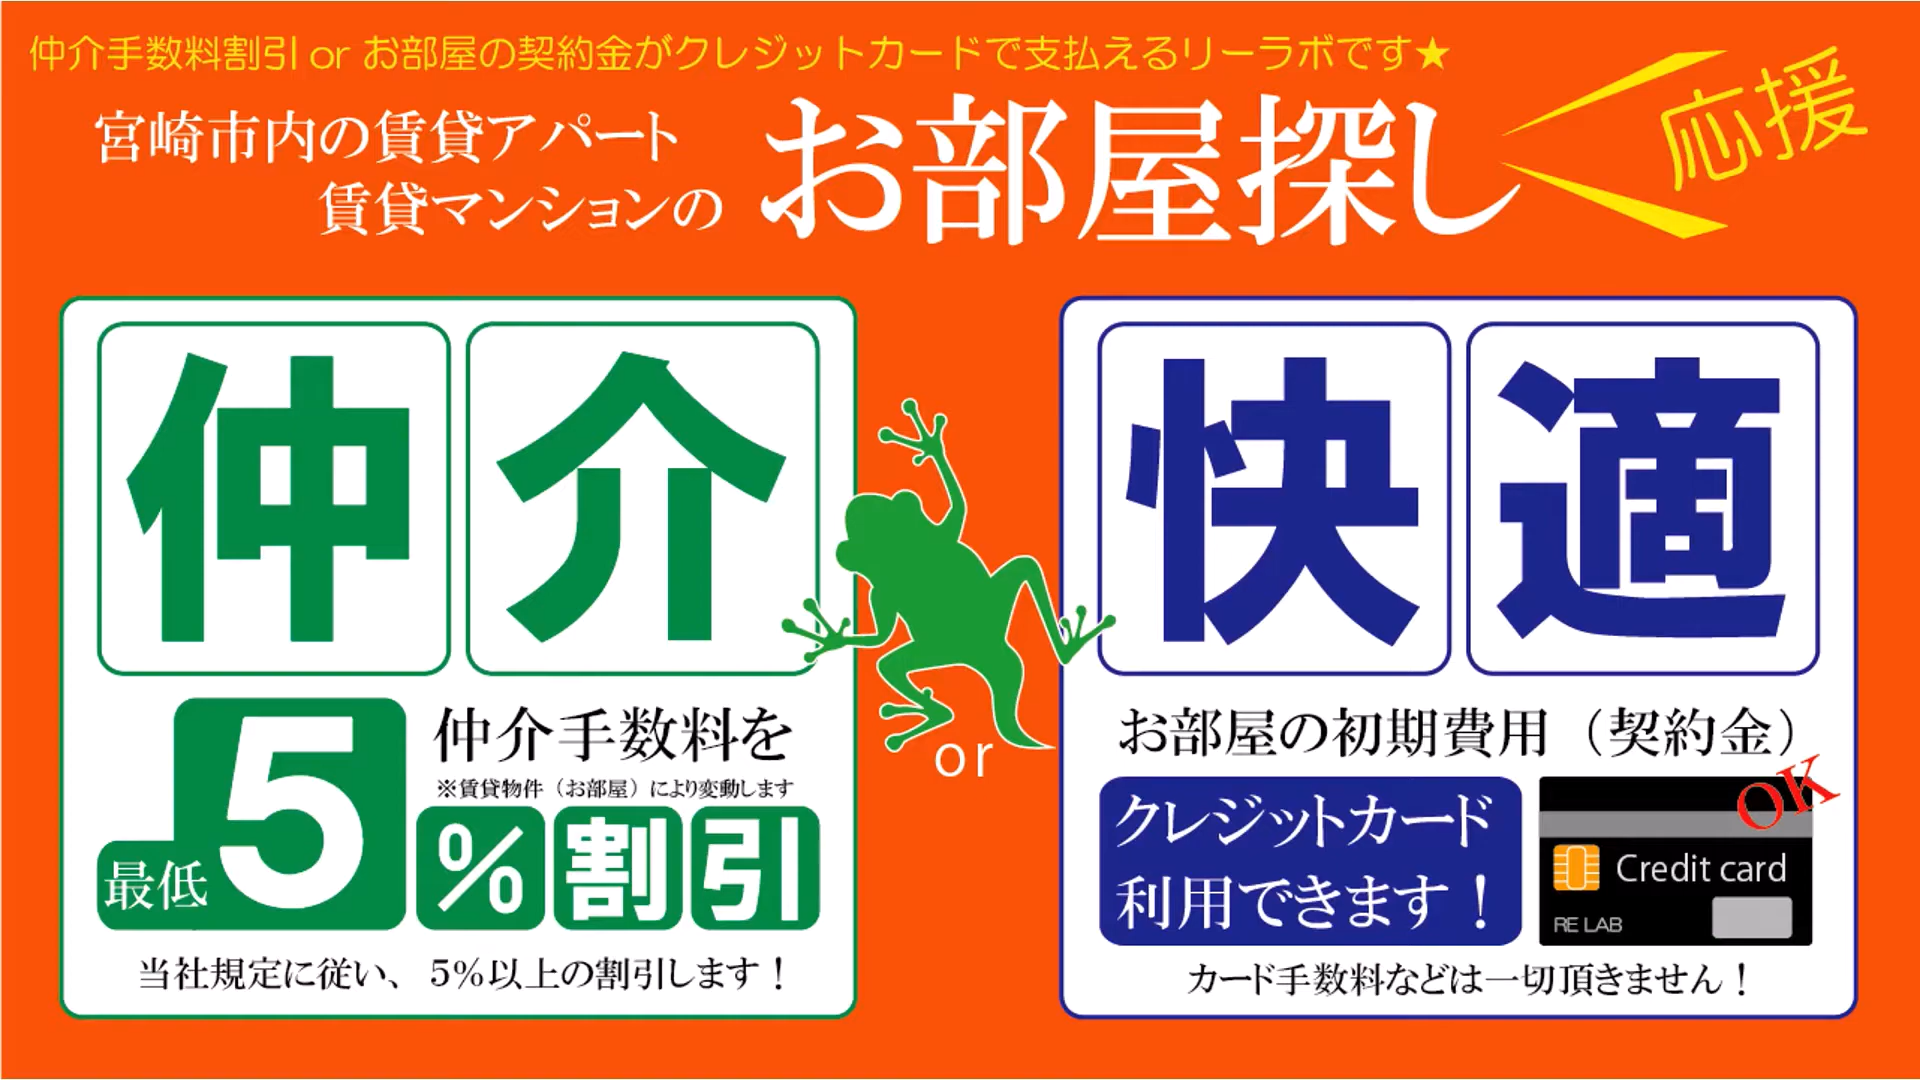 仲介手数料割引 or お部屋の契約金がクレジットカードで支払えるリーラボです★
宮崎市内の賃貸アパート
賃貸マンションの
お部屋探し
応援
仲介
最低5%割引
仲介手数料を
※賃貸物件（お部屋）により変動します
当社規定に従い、5%以上の割引します！
or
快適
お部屋の初期費用（契約金）
クレジットカード
利用できます！
OK
Credit card
RE LAB
カード手数料などは一切頂きません！